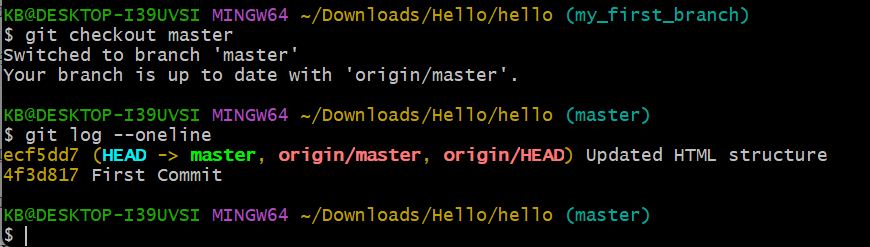 KB@DESKTOP-I39UVSI MINGW64 ~/Downloads/Hello/hello (my_first_branch)
$ git checkout master
Switched to branch 'master'
Your branch is up to date with 'origin/master'.
KB@DESKTOP-I39UVSI MINGW64 ~/Downloads/Hello/hello (master)
$ git log --oneline
ecf5dd7 (HEAD -> master, origin/master, origin/HEAD) Updated HTML structure
4f3d817 First Commit
KB@DESKTOP-I39UVSI MINGW64 ~/Downloads/Hello/hello (master)
$